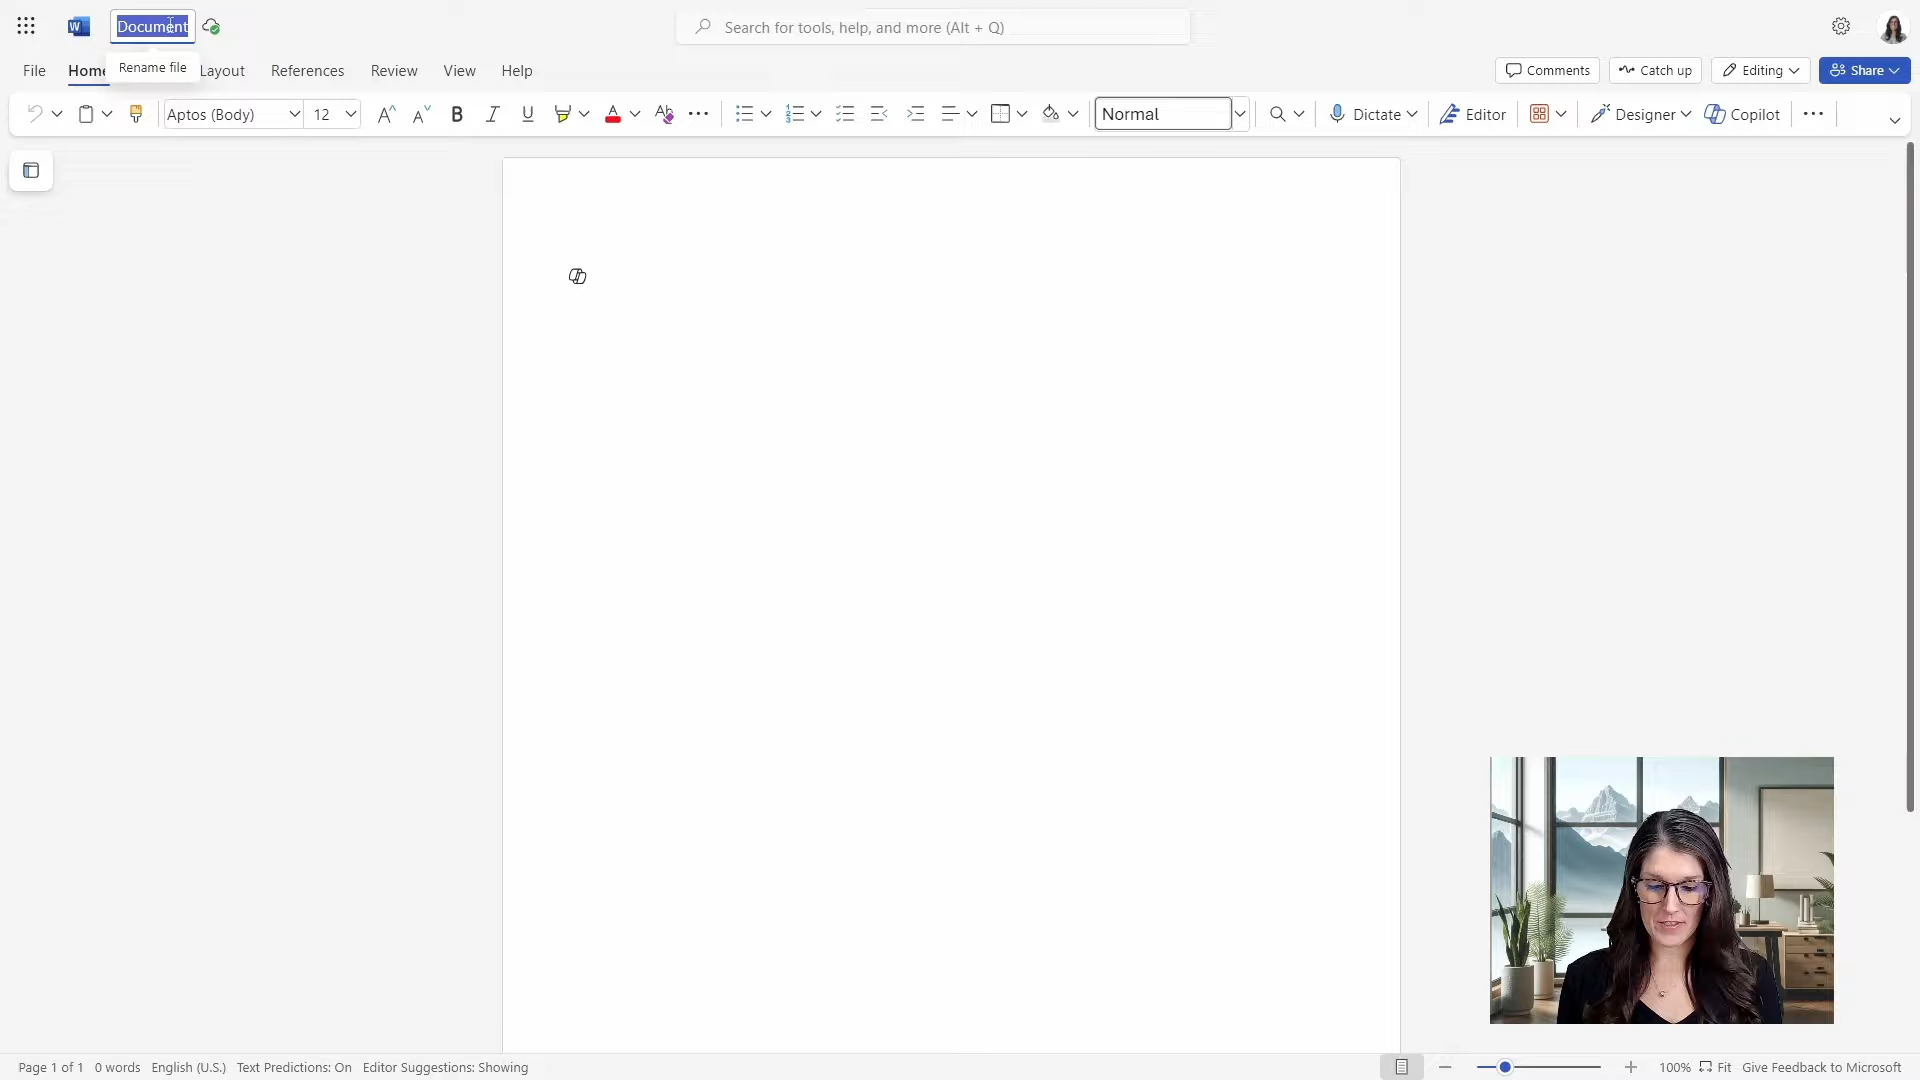 W Document
Search for tools, help, and more (Alt + Q)
Rename file
File Home Layout References Review View Help
Comments Catch up Editing Share
Aptos (Body) 12 B I U A Normal Dictate Editor Designer Copilot
Page 1 of 1 0 words English (U.S.) Text Predictions: On Editor Suggestions: Showing
100% Fit Give Feedback to Microsoft